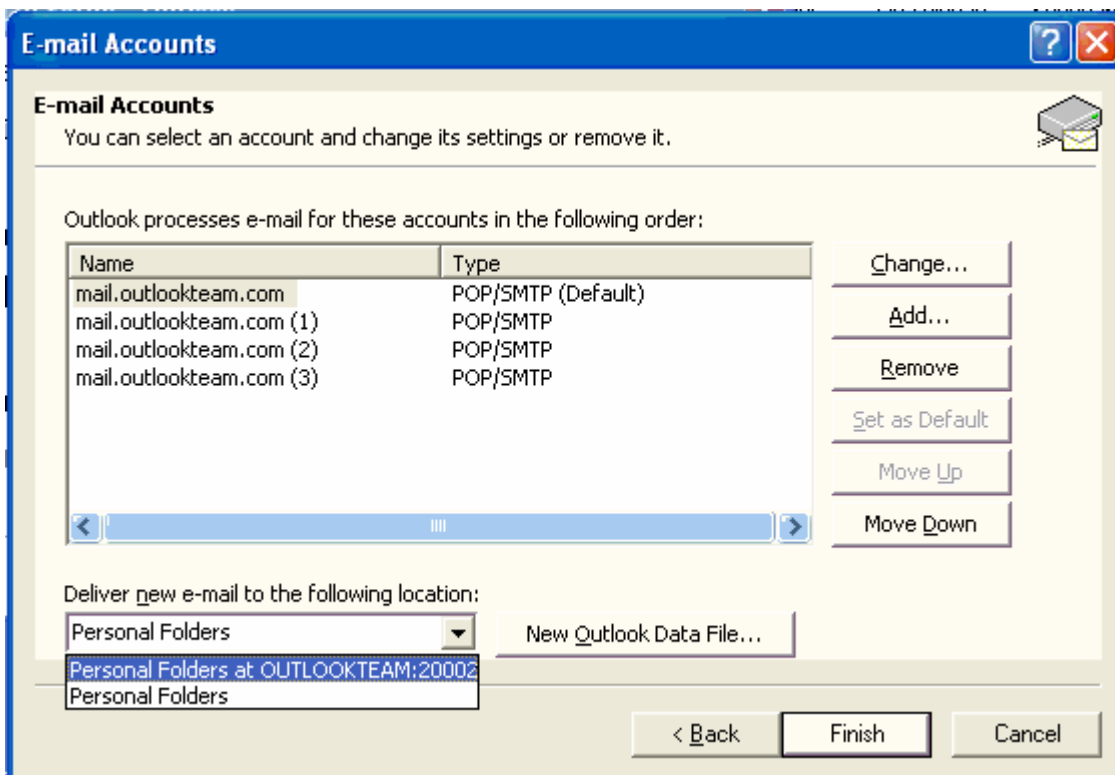 E-mail Accounts
E-mail Accounts
You can select an account and change its settings or remove it.
Outlook processes e-mail for these accounts in the following order:
Name Type
mail.outlookteam.com POP/SMTP (Default)
mail.outlookteam.com (1) POP/SMTP
mail.outlookteam.com (2) POP/SMTP
mail.outlookteam.com (3) POP/SMTP
Change...
Add...
Remove
Set as Default
Move Up
Move Down
Deliver new e-mail to the following location:
Personal Folders
New Outlook Data File...
Personal Folders at OUTLOOKTEAM:20002
Personal Folders
< Back Finish Cancel